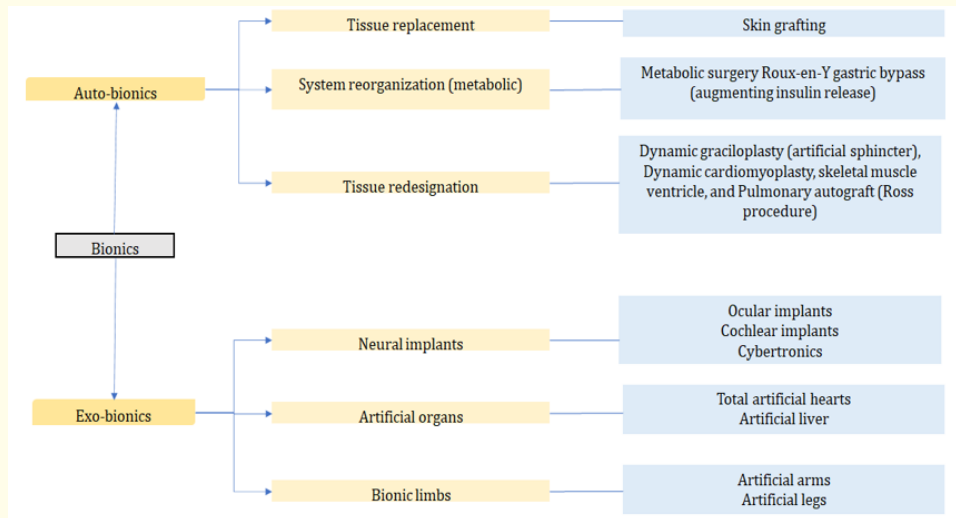 Tissue replacement
Skin grafting
Auto-bionics
System reorganization (metabolic)
Metabolic surgery Roux-en-Y gastric bypass
(augmenting insulin release)
Tissue redesignation
Dynamic graciloplasty (artificial sphincter),
Dynamic cardiomyoplasty, skeletal muscle
ventricle, and Pulmonary autograft (Ross
procedure)
Bionics
Neural implants
Ocular implants
Cochlear implants
Cybertronics
Exo-bionics
Artificial organs
Total artificial hearts
Artificial liver
Bionic limbs
Artificial arms
Artificial legs